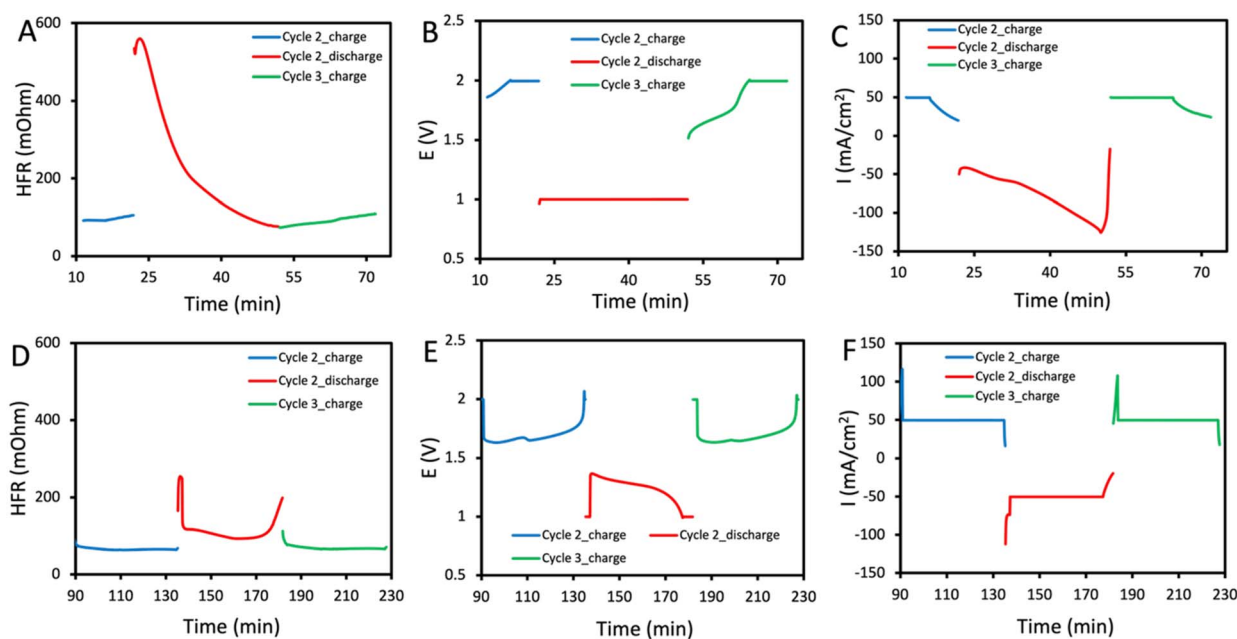 A
600
400
200
0
HFR (mOhm)
Cycle 2_charge
Cycle 2_discharge
Cycle 3_charge
10 25 40 55 70
Time (min)
B
2.5
2
1.5
1
0.5
E (V)
Cycle 2_charge
Cycle 2_discharge
Cycle 3_charge
10 25 40 55 70
Time (min)
C
150
100
50
0
-50
-100
-150
I (mA/cm²)
Cycle 2_charge
Cycle 2_discharge
Cycle 3_charge
10 25 40 55 70
Time (min)
D
600
400
200
0
HFR (mOhm)
Cycle 2_charge
Cycle 2_discharge
Cycle 3_charge
90 110 130 150 170 190 210 230
Time (min)
E
2.5
2
1.5
1
0.5
E (V)
Cycle 2_charge Cycle 2_discharge
Cycle 3_charge
90 110 130 150 170 190 210 230
Time (min)
F
150
100
50
0
-50
-100
-150
I (mA/cm²)
Cycle 2_charge
Cycle 2_discharge
Cycle 3_charge
90 110 130 150 170 190 210 230
Time (min)